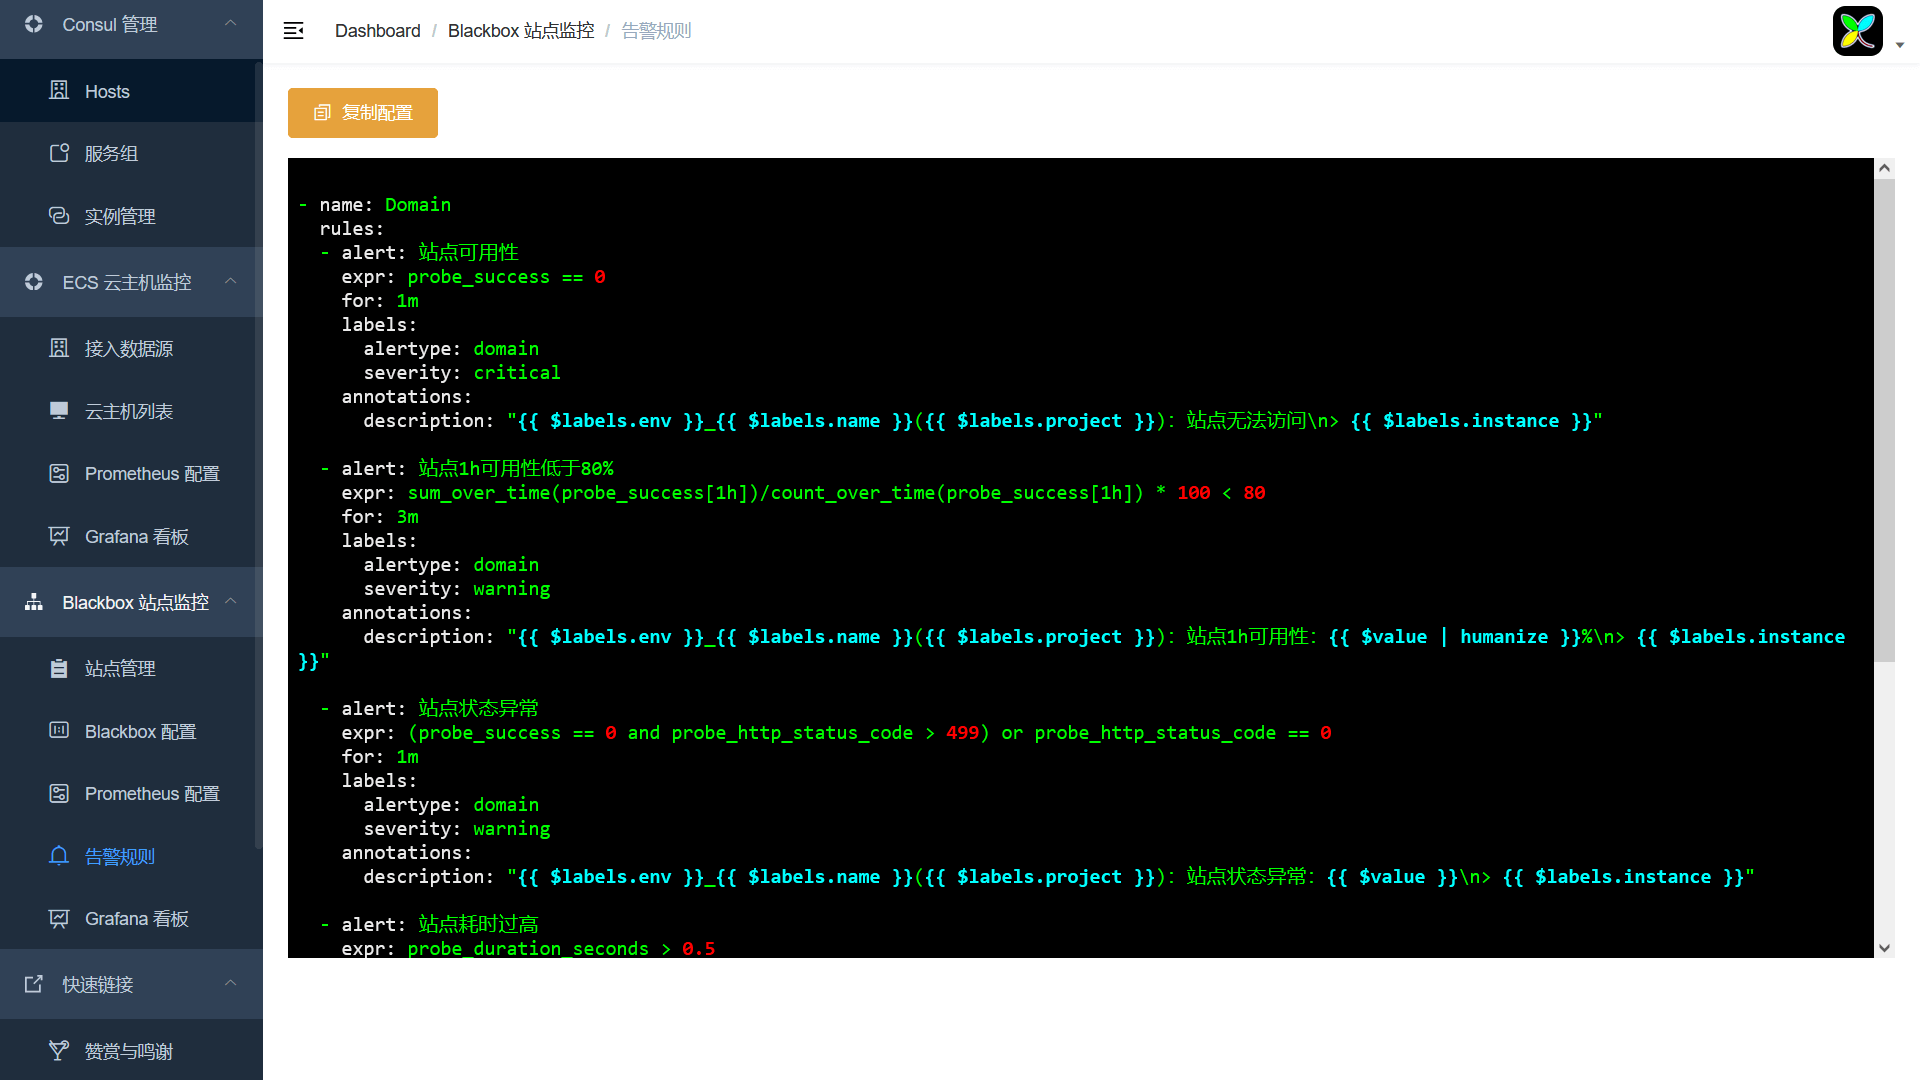 Consul 管理
Hosts
服务组
实例管理
ECS 云主机监控
接入数据源
云主机列表
Prometheus 配置
Grafana 看板
Blackbox 站点监控
站点管理
Blackbox 配置
Prometheus 配置
告警规则
Grafana 看板
快速链接
赞赏与鸣谢
Dashboard / Blackbox 站点监控 / 告警规则
复制配置
- name: Domain
  rules:
  - alert: 站点可用性
    expr: probe_success == 0
    for: 1m
    labels:
      alertype: domain
      severity: critical
    annotations:
      description: "{{ $labels.env }}_{{ $labels.name }}({{ $labels.project }})：站点无法访问\n> {{ $labels.instance }}"
  - alert: 站点1h可用性低于80%
    expr: sum_over_time(probe_success[1h])/count_over_time(probe_success[1h]) * 100 < 80
    for: 3m
    labels:
      alertype: domain
      severity: warning
    annotations:
      description: "{{ $labels.env }}_{{ $labels.name }}({{ $labels.project }})：站点1h可用性：{{ $value | humanize }}%\n> {{ $labels.instance
}}"
  - alert: 站点状态异常
    expr: (probe_success == 0 and probe_http_status_code > 499) or probe_http_status_code == 0
    for: 1m
    labels:
      alertype: domain
      severity: warning
    annotations:
      description: "{{ $labels.env }}_{{ $labels.name }}({{ $labels.project }})：站点状态异常：{{ $value }}\n> {{ $labels.instance }}"
  - alert: 站点耗时过高
    expr: probe_duration_seconds > 0.5